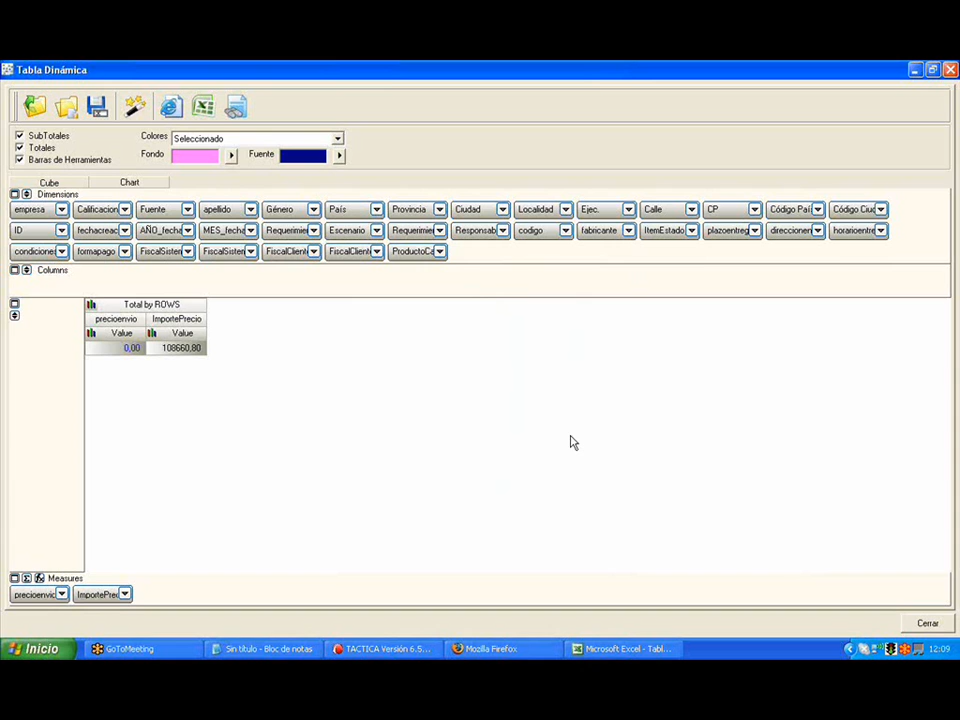 Tabla Dinámica
SubTotales
Totales
Barras de Herramientas
Colores Seleccionado
Fondo Fuente
Cube Chart
Dimensions
empresa Calificacion Fuente apellido Género País Provincia Ciudad Localidad Ejec. Calle CP Código Paí Código Ciud
ID fechacreac AÑO_fecha MES_fecha Requerimie Escenario Requerimie Responsab codigo fabricante ItemEstado plazoentreg direccionen horarioentre
condicione formapago FiscalSisten FiscalSisten FiscalClient FiscalClient ProductoCa
Columns
Total by ROWS
precioenvio ImportePrecio
Value Value
0,00 108660,80
Measures
precioenvio ImportePrec
Cerrar
Inicio GoToMeeting Sin título - Bloc de notas TACTICA Versión 6.5... Mozilla Firefox Microsoft Excel - Tabl... 12:09